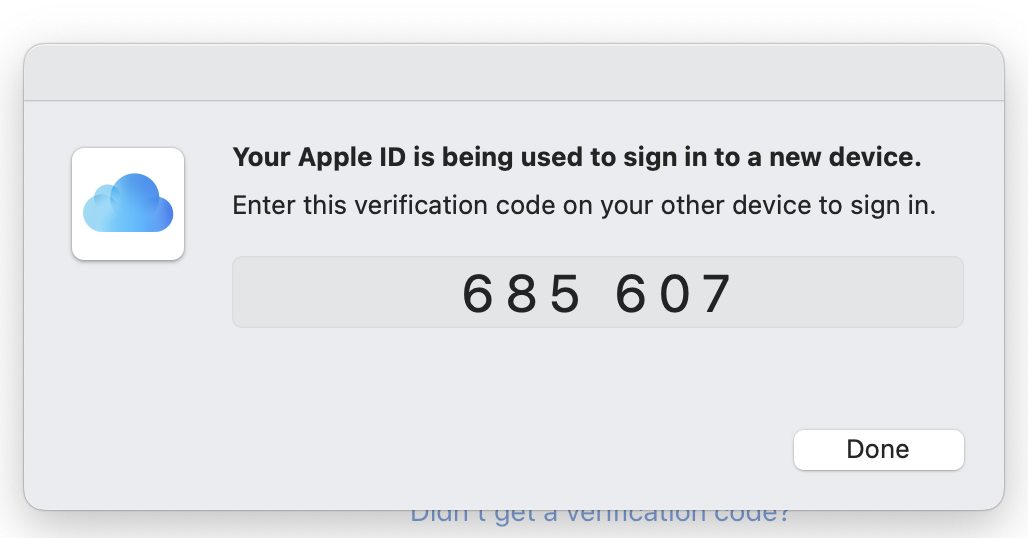 Your Apple ID is being used to sign in to a new device.
Enter this verification code on your other device to sign in.
685 607
Done
Didn't get a verification code?